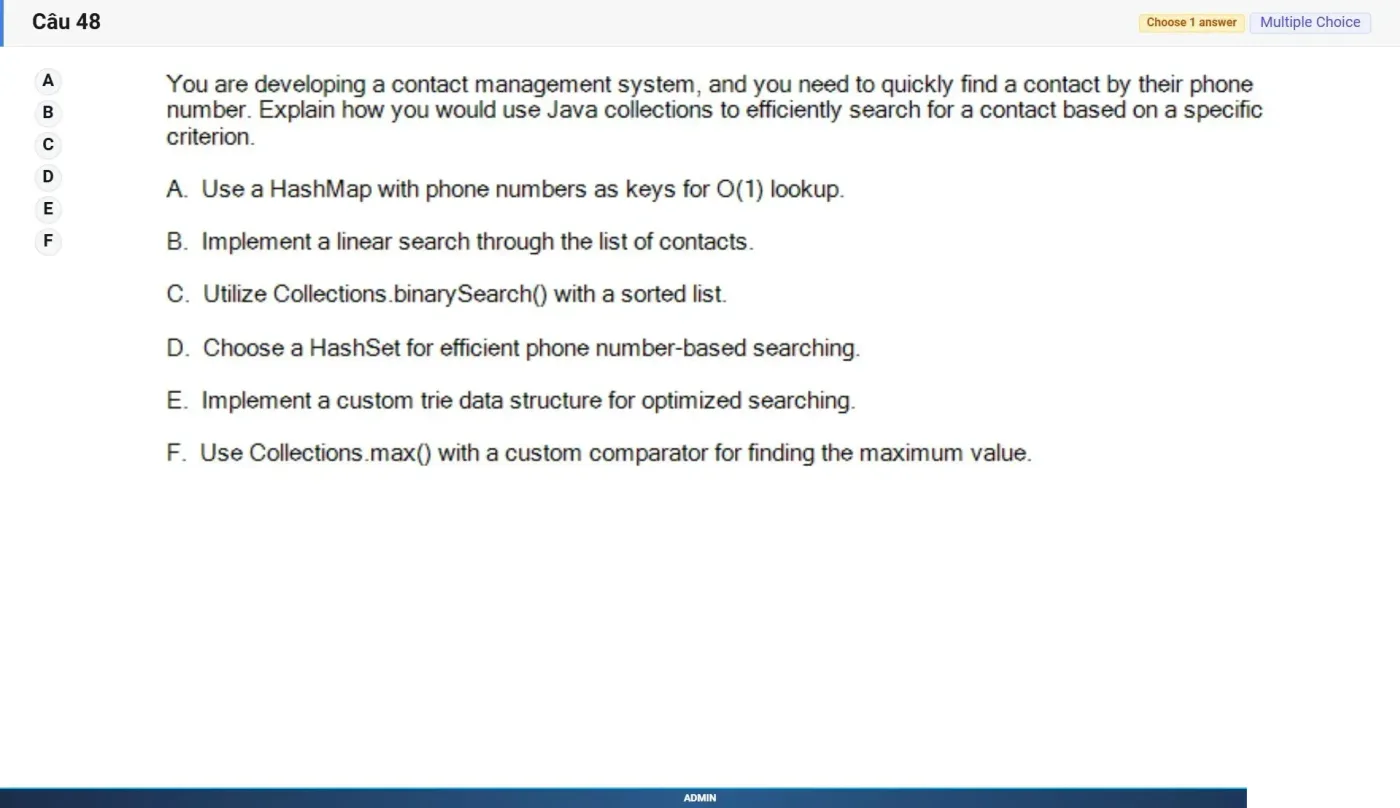 Câu 48
Choose 1 answer
Multiple Choice
A
B
C
D
E
F
You are developing a contact management system, and you need to quickly find a contact by their phone
number. Explain how you would use Java collections to efficiently search for a contact based on a specific
criterion.
A. Use a HashMap with phone numbers as keys for O(1) lookup.
B. Implement a linear search through the list of contacts.
C. Utilize Collections.binarySearch() with a sorted list.
D. Choose a HashSet for efficient phone number-based searching.
E. Implement a custom trie data structure for optimized searching.
F. Use Collections.max() with a custom comparator for finding the maximum value.
ADMIN